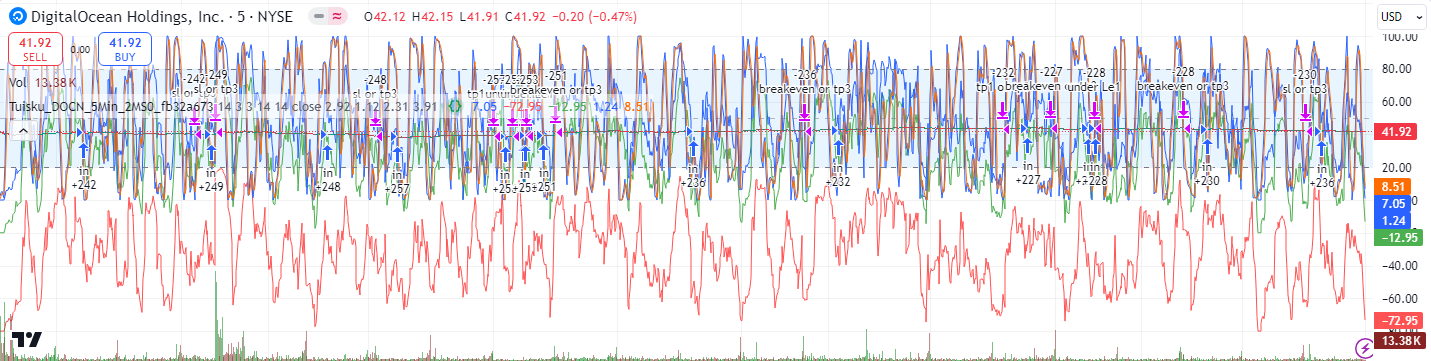 DigitalOcean Holdings, Inc. · 5 · NYSE O42.12 H42.15 L41.91 C41.92 −0.20 (−0.47%)
USD
41.92
SELL
0.00
41.92
BUY
Vol 13.38K
Tuisku_DOCN_5Min_2MS0_fb32a673 14 3 3 14 14 close 2.92 1.12 2.31 3.91 7.05 −72.95 −12.95 1.24 8.51
-242
-249
sl or tp3
-248
sl or tp3
-253
-251
breakeven or tp3
-236
breakeven or tp3
-232
-227
breakeven
-228
under Le1
-228
breakeven or tp3
-230
sl or tp3
in
+242
in
+249
in
+248
in
+257
in
in
in
+251
in
+236
in
+232
in
+227
in
+228
in
+230
in
+236
100.00
80.00
60.00
41.92
20.00
8.51
7.05
1.24
−12.95
−40.00
−60.00
−72.95
13.38K